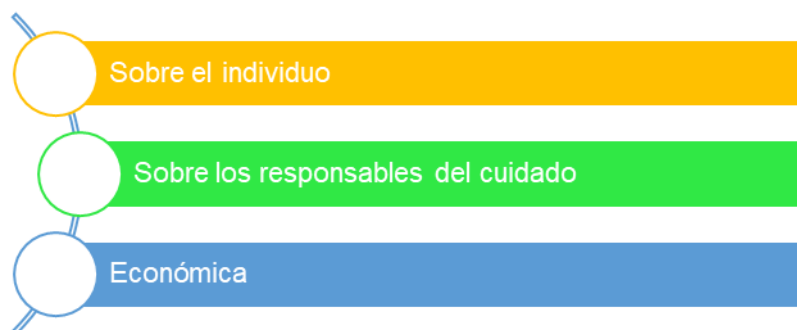 Sobre el individuo
Sobre los responsables del cuidado
Económica